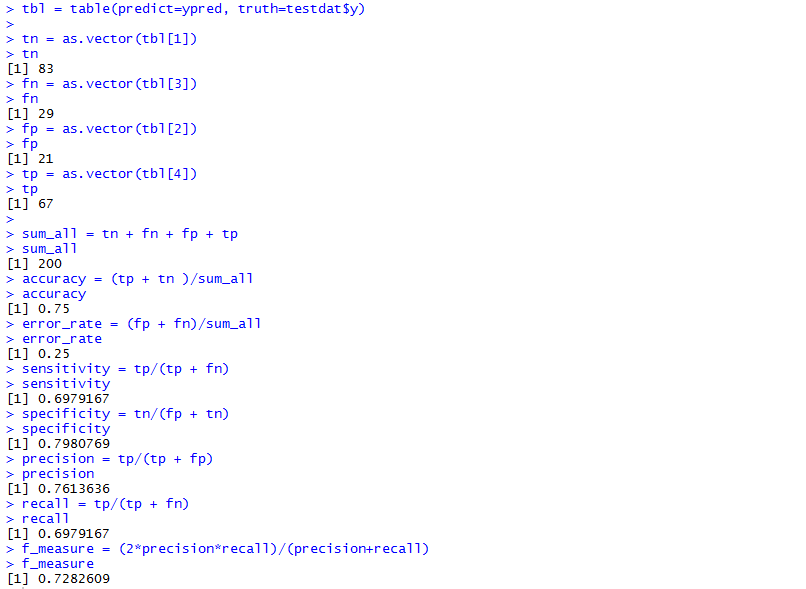 > tbl = table(predict=ypred, truth=testdat$y)
>
> tn = as.vector(tbl[1])
> tn
[1] 83
> fn = as.vector(tbl[3])
> fn
[1] 29
> fp = as.vector(tbl[2])
> fp
[1] 21
> tp = as.vector(tbl[4])
> tp
[1] 67
>
> sum_all = tn + fn + fp + tp
> sum_all
[1] 200
> accuracy = (tp + tn )/sum_all
> accuracy
[1] 0.75
> error_rate = (fp + fn)/sum_all
> error_rate
[1] 0.25
> sensitivity = tp/(tp + fn)
> sensitivity
[1] 0.6979167
> specificity = tn/(fp + tn)
> specificity
[1] 0.7980769
> precision = tp/(tp + fp)
> precision
[1] 0.7613636
> recall = tp/(tp + fn)
> recall
[1] 0.6979167
> f_measure = (2*precision*recall)/(precision+recall)
> f_measure
[1] 0.7282609